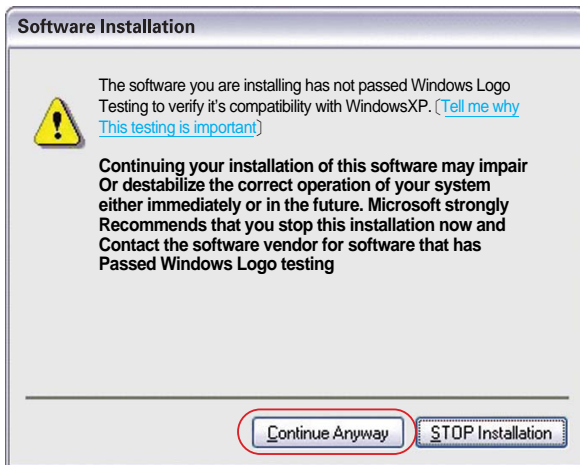 Software Installation
The software you are installing has not passed Windows Logo
Testing to verify it's compatibility with WindowsXP.〔Tell me why
This testing is important〕
Continuing your installation of this software may impair
Or destabilize the correct operation of your system
either immediately or in the future. Microsoft strongly
Recommends that you stop this installation now and
Contact the software vendor for software that has
Passed Windows Logo testing
Continue Anyway
STOP Installation